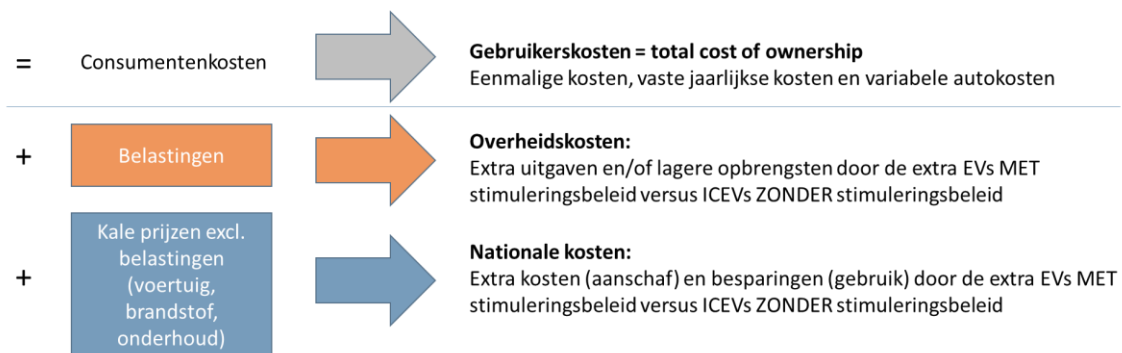 = Consumentenkosten
Gebruikerskosten = total cost of ownership
Eenmalige kosten, vaste jaarlijkse kosten en variabele autokosten
+ Belastingen
Overheidskosten:
Extra uitgaven en/of lagere opbrengsten door de extra EVs MET
stimuleringsbeleid versus ICEVs ZONDER stimuleringsbeleid
+
Kale prijzen excl.
belastingen
(voertuig,
brandstof,
onderhoud)
Nationale kosten:
Extra kosten (aanschaf) en besparingen (gebruik) door de extra EVs MET
stimuleringsbeleid versus ICEVs ZONDER stimuleringsbeleid